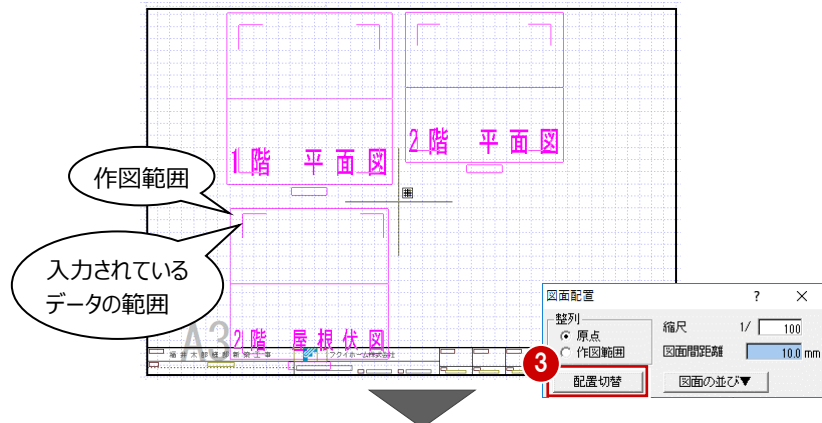 1階 平面図
2階 平面図
作図範囲
入力されている
データの範囲
2階 屋根伏図
A3
フクイホーム株式会社
図面配置
? ×
整列
原点
作図範囲
縮尺 1/ 100
図面間距離 10.0 mm
3
配置切替
図面の並び▼